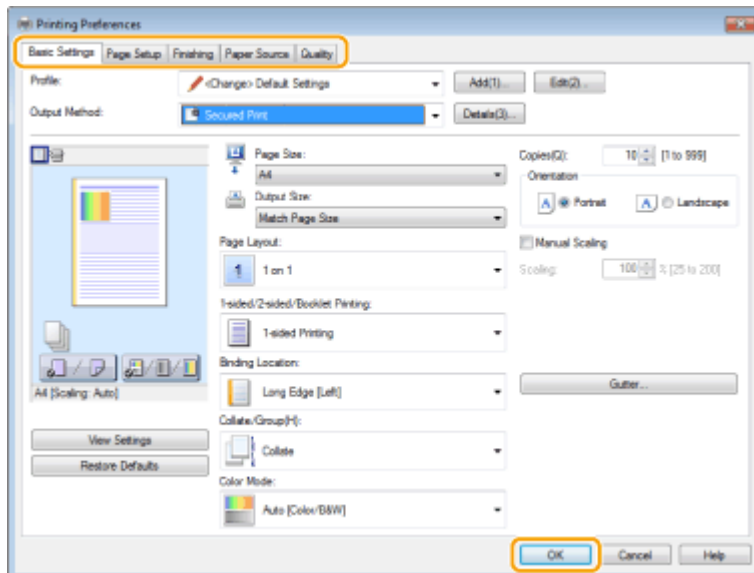 Printing Preferences
Basic Settings Page Setup Finishing Paper Source Quality
Profile: <Change> Default Settings Add(1)... Edit(2)...
Output Method: Secured Print Details(3)...
Page Size:
A4
Output Size:
Match Page Size
Page Layout:
1 1 on 1
1-sided/2-sided/Booklet Printing:
1-sided Printing
Binding Location:
Long Edge [Left]
Collate/Group(H):
Collate
Color Mode:
Auto [Color/B&W]
Copies(Q): 10 [1 to 999]
Orientation
A Portrait A Landscape
Manual Scaling
Scaling: 100 % [25 to 200]
Gutter...
A4 [Scaling: Auto]
View Settings
Restore Defaults
OK Cancel Help